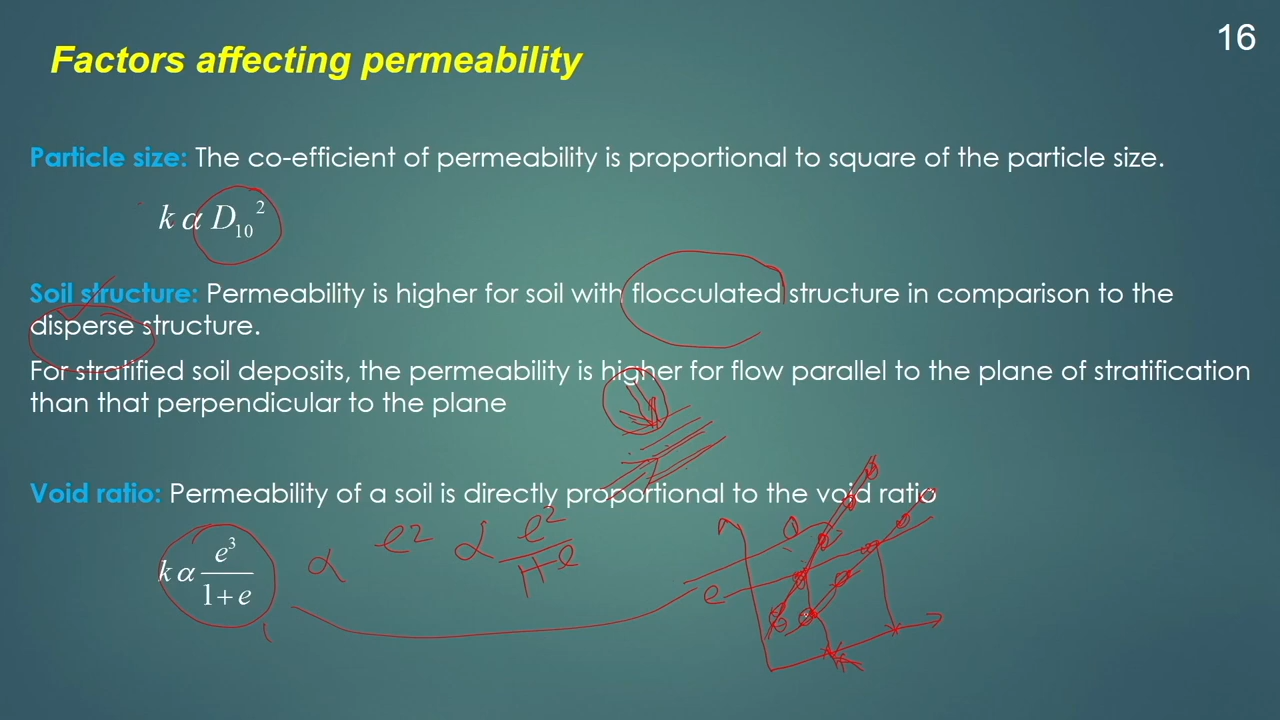 16
Factors affecting permeability
Particle size: The co-efficient of permeability is proportional to square of the particle size.
k α D₁₀²
Soil structure: Permeability is higher for soil with flocculated structure in comparison to the
disperse structure.
For stratified soil deposits, the permeability is higher for flow parallel to the plane of stratification
than that perpendicular to the plane
Void ratio: Permeability of a soil is directly proportional to the void ratio
k α e³/(1+e) ∝ e² ∝ e²/(1+e)
e